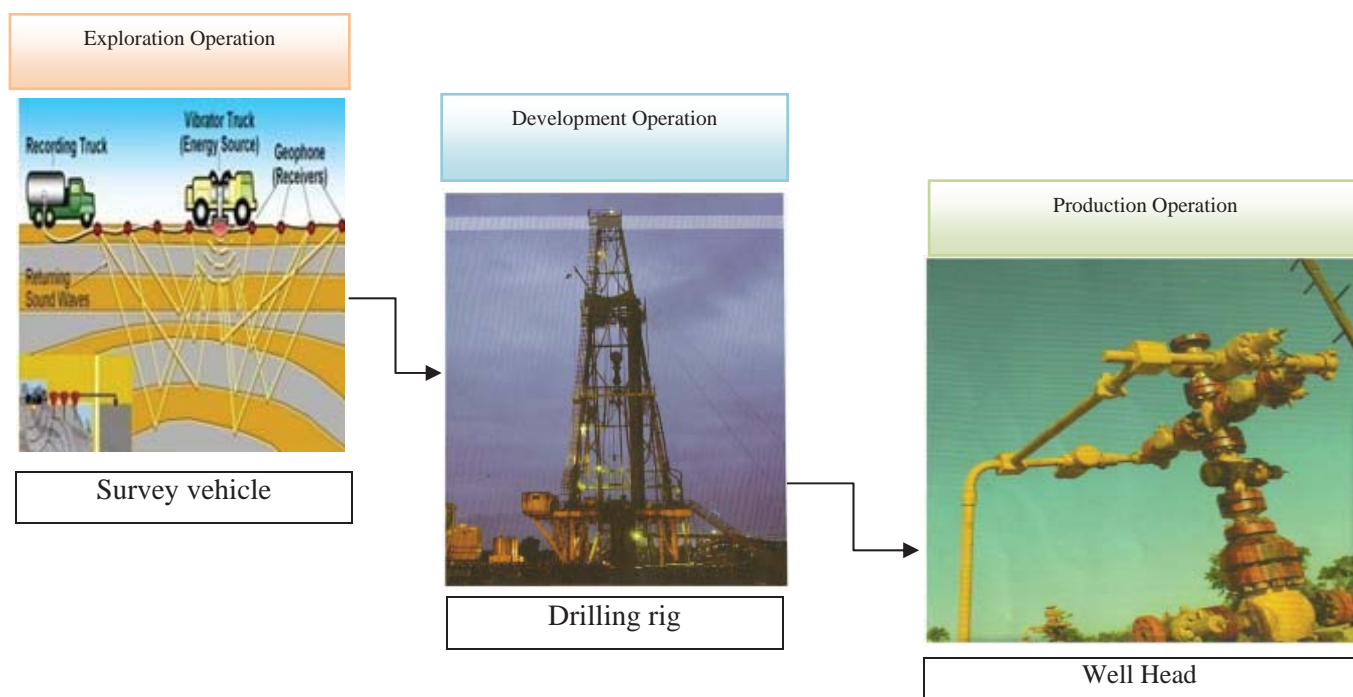 Exploration Operation
Recording Truck
Vibrator Truck
(Energy Source)
Geophone
(Receivers)
Returning
Sound Waves
Survey vehicle
Development Operation
Drilling rig
Production Operation
Well Head